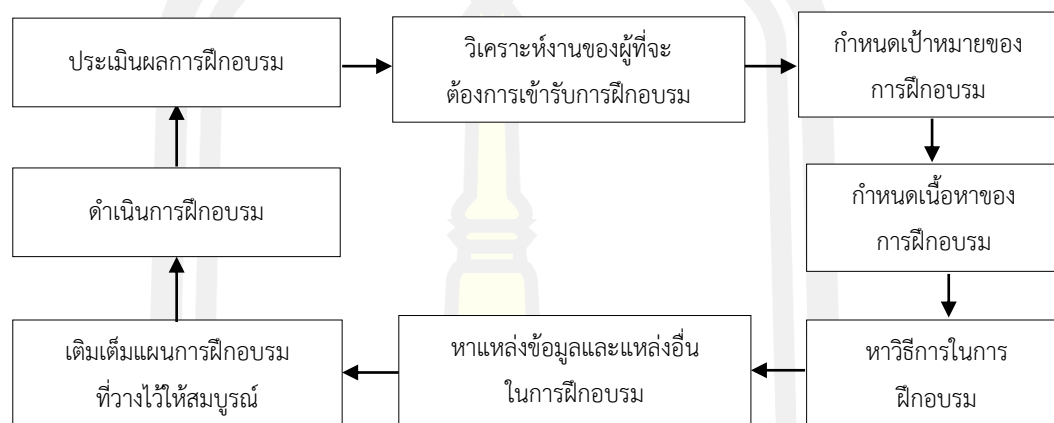 ประเมินผลการฝึกอบรม
วิเคราะห์งานของผู้ที่จะ
ต้องการเข้ารับการฝึกอบรม
กำหนดเป้าหมายของ
การฝึกอบรม
ดำเนินการฝึกอบรม
กำหนดเนื้อหาของ
การฝึกอบรม
เติมเต็มแผนการฝึกอบรม
ที่วางไว้ให้สมบูรณ์
หาแหล่งข้อมูลและแหล่งอื่น
ในการฝึกอบรม
หาวิธีการในการ
ฝึกอบรม